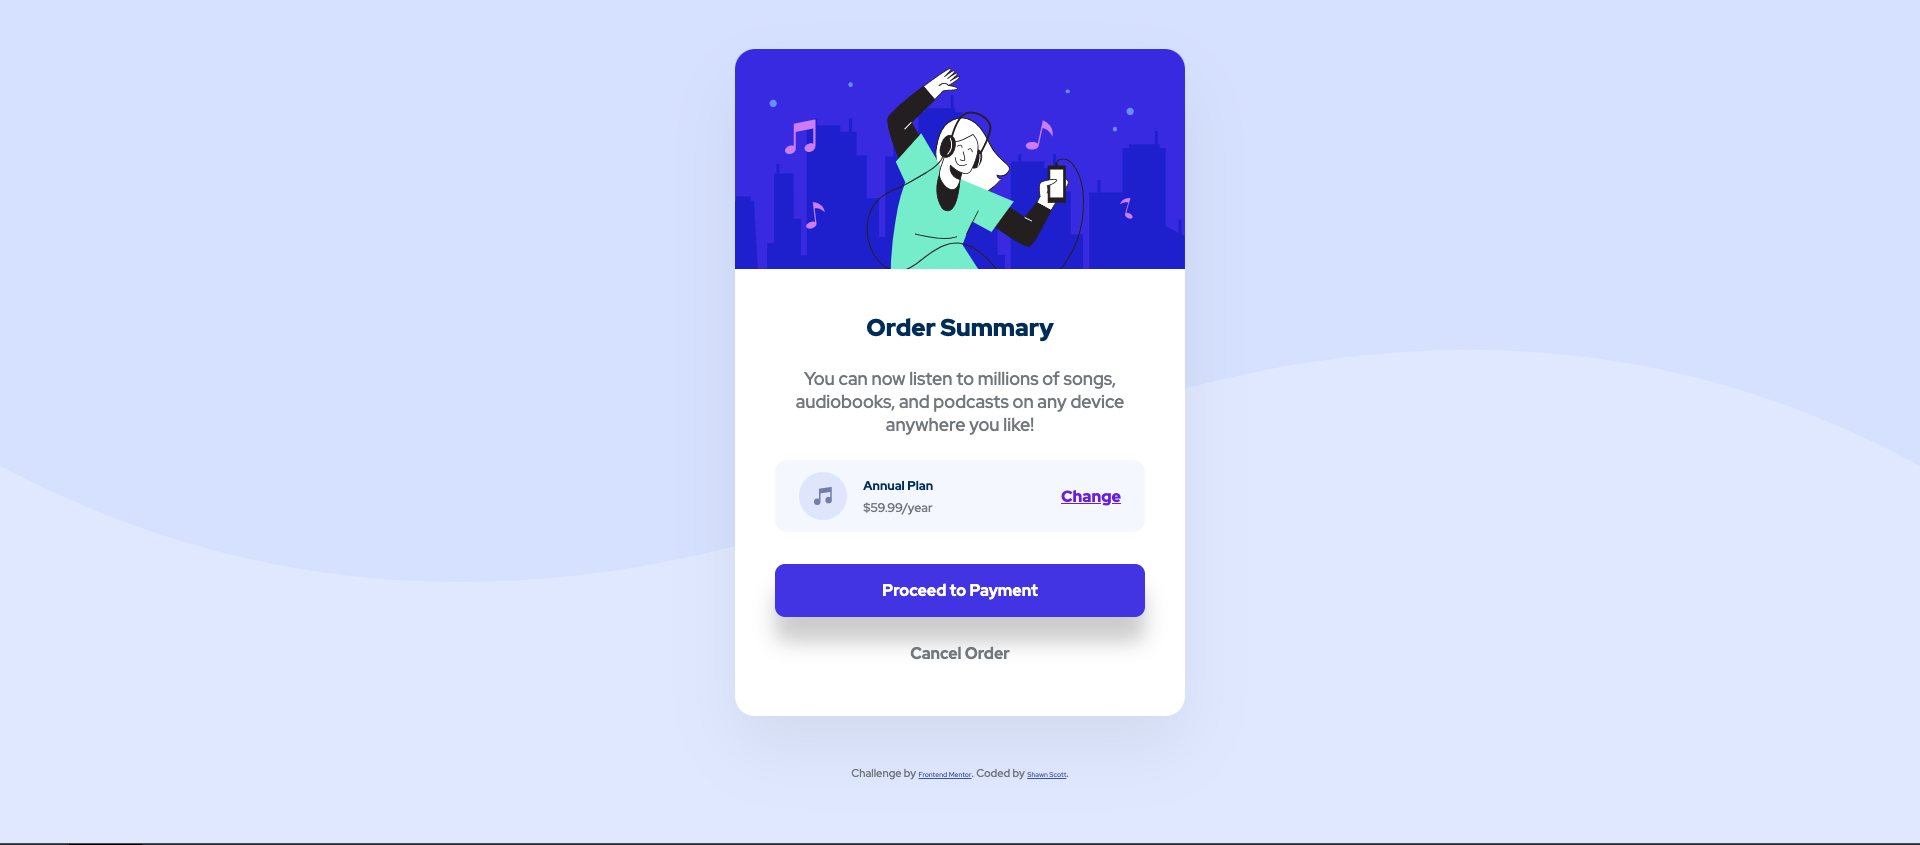 Order Summary
You can now listen to millions of songs,
audiobooks, and podcasts on any device
anywhere you like!
Annual Plan
$59.99/year
Change
Proceed to Payment
Cancel Order
Challenge by Frontend Mentor. Coded by Shawn Scott.